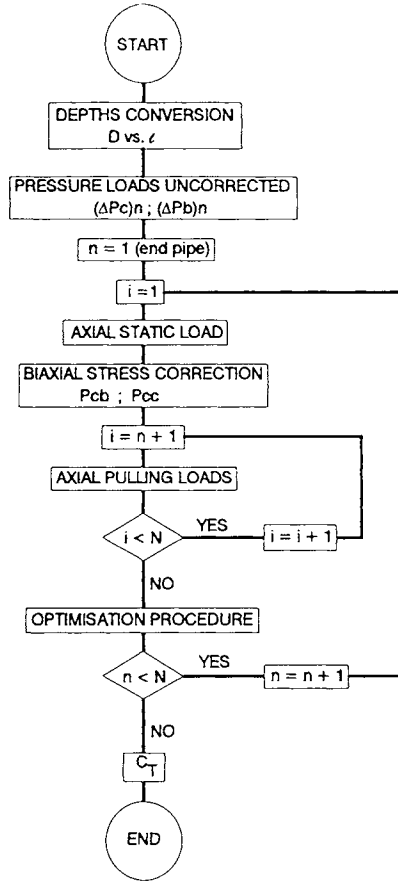 START
DEPTHS CONVERSION
D vs. ℓ
PRESSURE LOADS UNCORRECTED
(ΔPc)n ; (ΔPb)n
n = 1 (end pipe)
i = 1
AXIAL STATIC LOAD
BIAXIAL STRESS CORRECTION
Pcb ; Pcc
i = n + 1
AXIAL PULLING LOADS
i < N
YES
i = i + 1
NO
OPTIMISATION PROCEDURE
n < N
YES
n = n + 1
NO
C_T
END